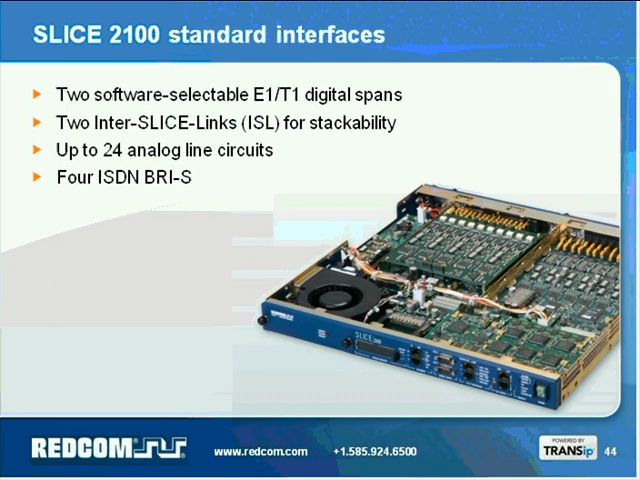 SLICE 2100 standard interfaces
Two software-selectable E1/T1 digital spans
Two Inter-SLICE-Links (ISL) for stackability
Up to 24 analog line circuits
Four ISDN BRI-S
REDCOM
SLICE
REDCOM
www.redcom.com
+1.585.924.6500
POWERED BY
TRANSip
44